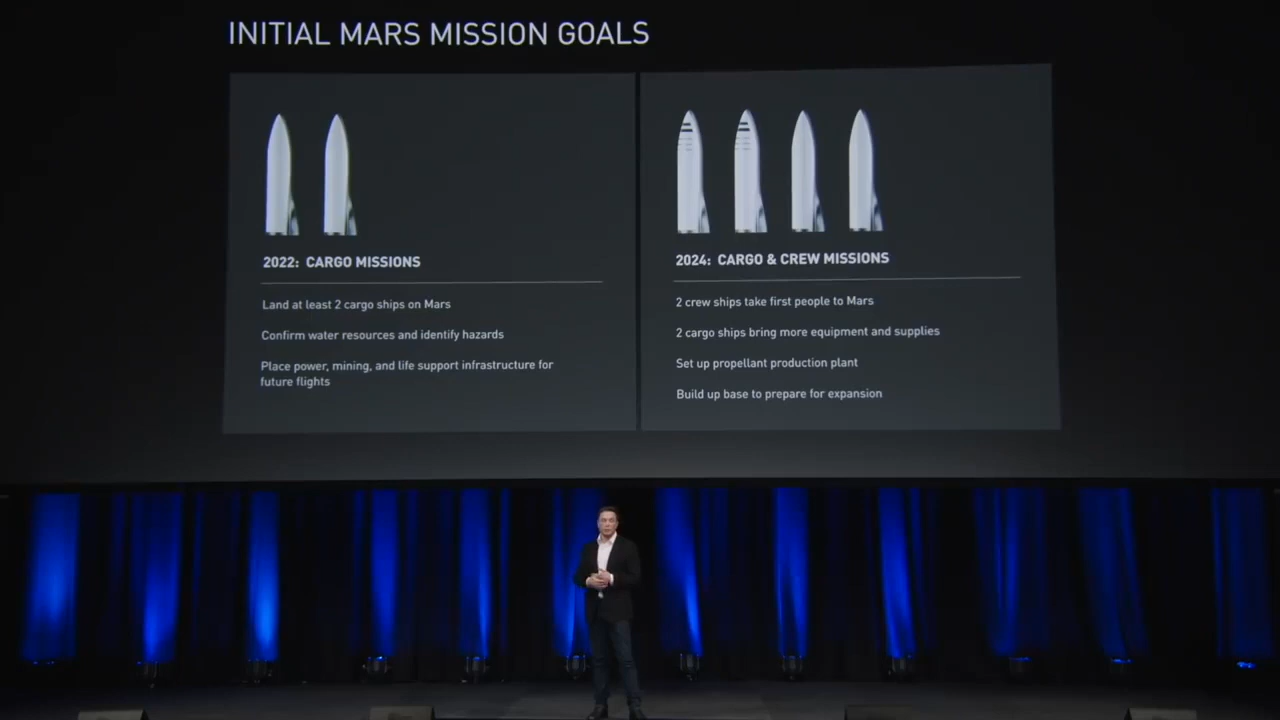 INITIAL MARS MISSION GOALS
2022: CARGO MISSIONS
Land at least 2 cargo ships on Mars
Confirm water resources and identify hazards
Place power, mining, and life support infrastructure for
future flights
2024: CARGO & CREW MISSIONS
2 crew ships take first people to Mars
2 cargo ships bring more equipment and supplies
Set up propellant production plant
Build up base to prepare for expansion